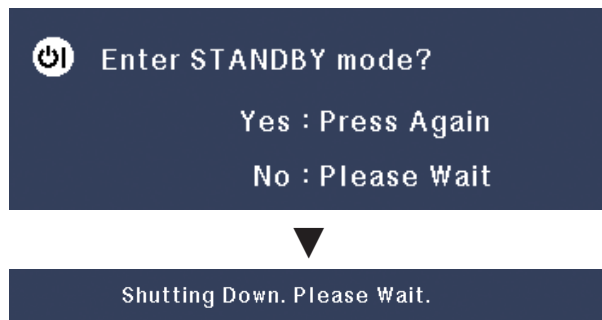 Enter STANDBY mode?
Yes : Press Again
No : Please Wait
Shutting Down. Please Wait.